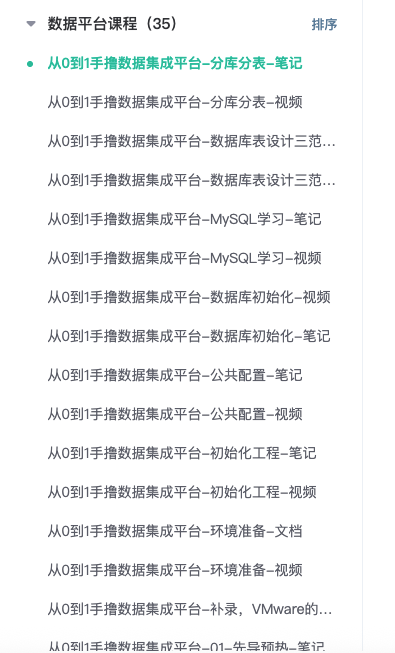 数据平台课程（35）
排序
从0到1手撸数据集成平台-分库分表-笔记
从0到1手撸数据集成平台-分库分表-视频
从0到1手撸数据集成平台-数据库表设计三范...
从0到1手撸数据集成平台-数据库表设计三范...
从0到1手撸数据集成平台-MySQL学习-笔记
从0到1手撸数据集成平台-MySQL学习-视频
从0到1手撸数据集成平台-数据库初始化-视频
从0到1手撸数据集成平台-数据库初始化-笔记
从0到1手撸数据集成平台-公共配置-笔记
从0到1手撸数据集成平台-公共配置-视频
从0到1手撸数据集成平台-初始化工程-笔记
从0到1手撸数据集成平台-初始化工程-视频
从0到1手撸数据集成平台-环境准备-文档
从0到1手撸数据集成平台-环境准备-视频
从0到1手撸数据集成平台-补录，VMware的...
从0到1手撸数据集成平台-01-先导预热-笔记